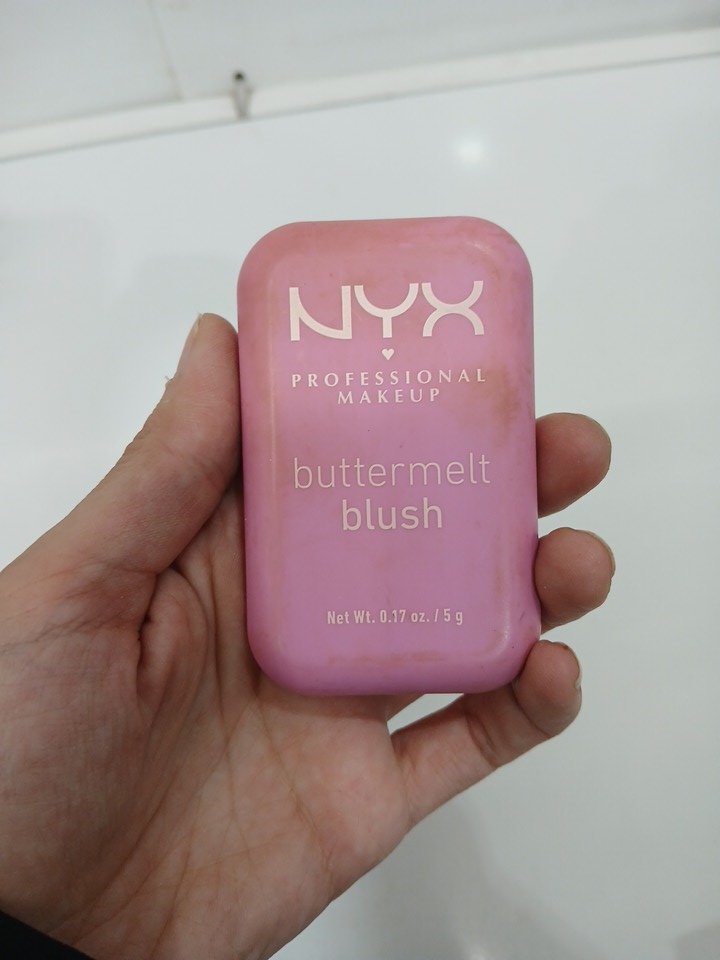 NYX
PROFESSIONAL
MAKEUP
buttermelt
blush
Net Wt. 0.17 oz. / 5 g